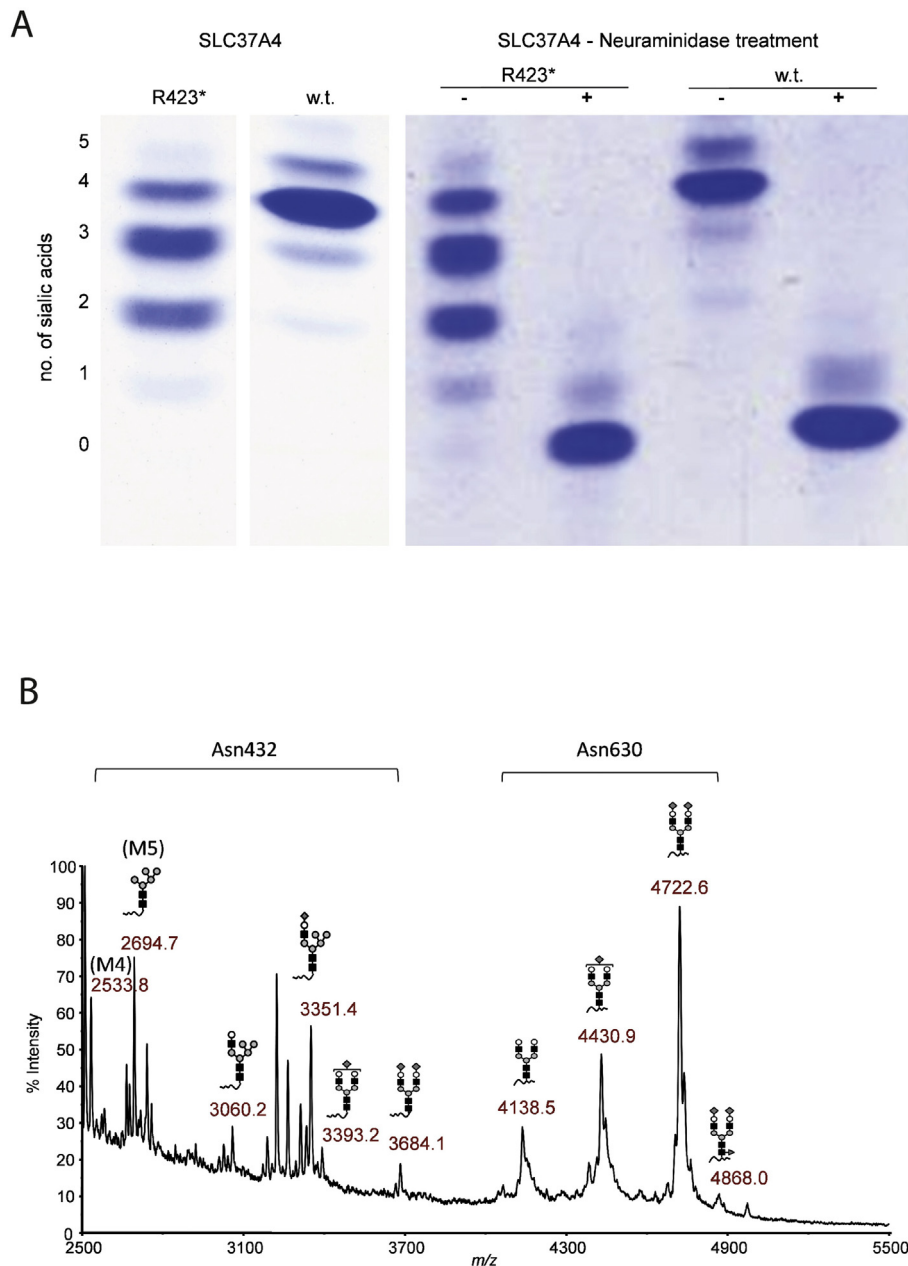 A
SLC37A4
SLC37A4 - Neuraminidase treatment
R423*
w.t.
R423*
w.t.
- + - +
no. of sialic acids
5
4
3
2
1
0
B
Asn432
Asn630
(M5)
(M4)
2694.7
2533.8
3060.2
3351.4
3393.2
3684.1
4138.5
4430.9
4722.6
4868.0
% Intensity
100
90
80
70
60
50
40
30
20
10
0
2500 3100 3700 4300 4900 5500
m/z